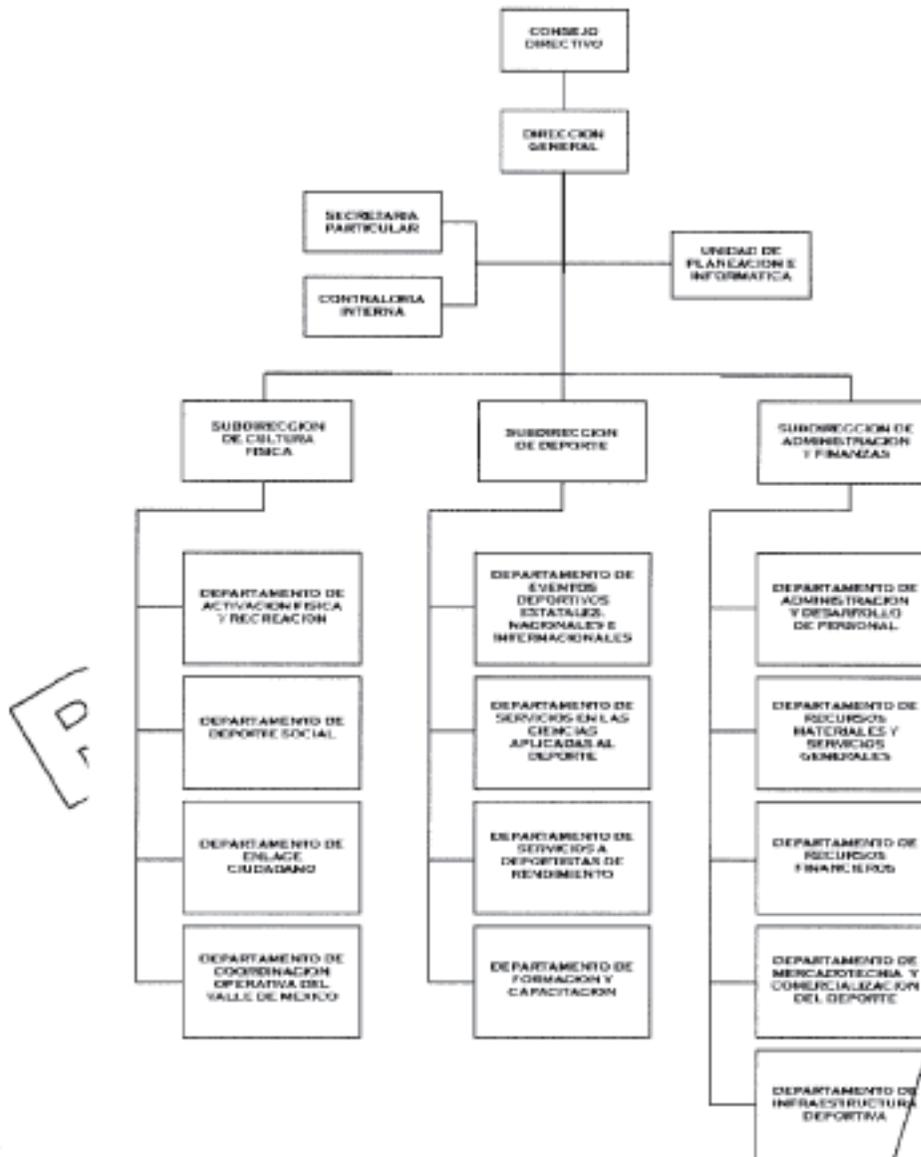 CONSEJO
DIRECTIVO
DIRECCION
GENERAL
SECRETARIA
PARTICULAR
UNIDAD DE
PLANEACION E
INFORMATICA
CONTRALORIA
INTERNA
SUBDIRECCION
DE CULTURA
FISICA
SUBDIRECCION
DE DEPORTE
SUBDIRECCION DE
ADMINISTRACION
Y FINANZAS
DEPARTAMENTO DE
ACTIVACION FISICA
Y RECREACION
DEPARTAMENTO DE
DEPORTE SOCIAL
DEPARTAMENTO DE
ENLACE
CIUDADANO
DEPARTAMENTO DE
COORDINACION
OPERATIVA DEL
VALLE DE MEXICO
DEPARTAMENTO DE
EVENTOS
DEPORTIVOS
ESTATALES,
NACIONALES E
INTERNACIONALES
DEPARTAMENTO DE
SERVICIOS EN LAS
CIENCIAS
APLICADAS AL
DEPORTE
DEPARTAMENTO DE
SERVICIOS A
DEPORTISTAS DE
RENDIMIENTO
DEPARTAMENTO DE
FORMACION Y
CAPACITACION
DEPARTAMENTO DE
ADMINISTRACION
Y DESARROLLO
DE PERSONAL
DEPARTAMENTO DE
RECURSOS
MATERIALES Y
SERVICIOS
GENERALES
DEPARTAMENTO DE
RECURSOS
FINANCIEROS
DEPARTAMENTO DE
MERCADOTECNIA Y
COMERCIALIZACION
DEL DEPORTE
DEPARTAMENTO DE
INFRAESTRUCTURA
DEPORTIVA